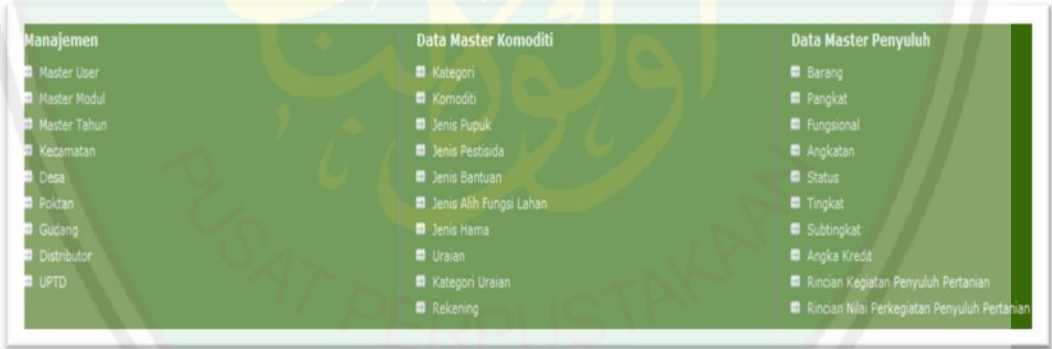 Manajemen
Master User
Master Modul
Master Tahun
Kecamatan
Desa
Poktan
Gudang
Distributor
UPTD
Data Master Komoditi
Kategori
Komoditi
Jenis Pupuk
Jenis Pestisida
Jenis Bantuan
Jenis Alih Fungsi Lahan
Jenis Hama
Uraian
Kategori Uraian
Rekening
Data Master Penyuluh
Barang
Pangkat
Fungsional
Angkatan
Status
Tingkat
Subtingkat
Angka Kredit
Rincian Kegiatan Penyuluh Pertanian
Rincian Nilai Perkegiatan Penyuluh Pertanian
PUSAT PERPUSTAKAAN